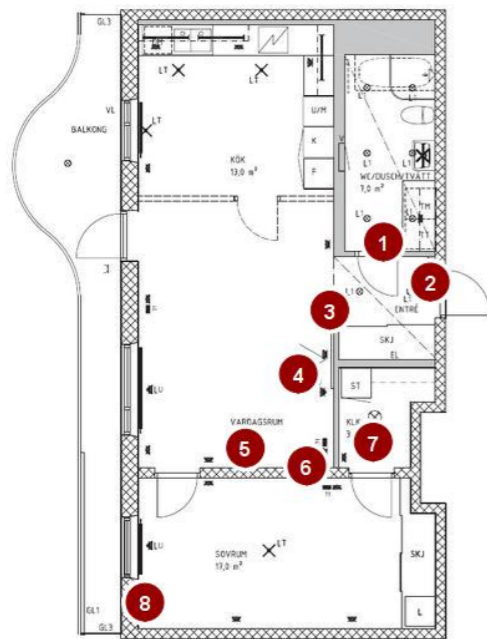 GL3
LT
LT
VL
LT
BALKONG
KÖK
13,0 m²
U/M
K
F
L1
L1
L1
WC/DUSCH/TVÄTT
7,0 m²
TM
TT
L1
1
2
3
L1
L1
ENTRÉ
SKJ
EL
4
ST
LU
VARDAGSRUM
KLK
3
5
6
7
LU
SOVRUM
LT
17,0 m²
SKJ
8
GL1
GL3
L